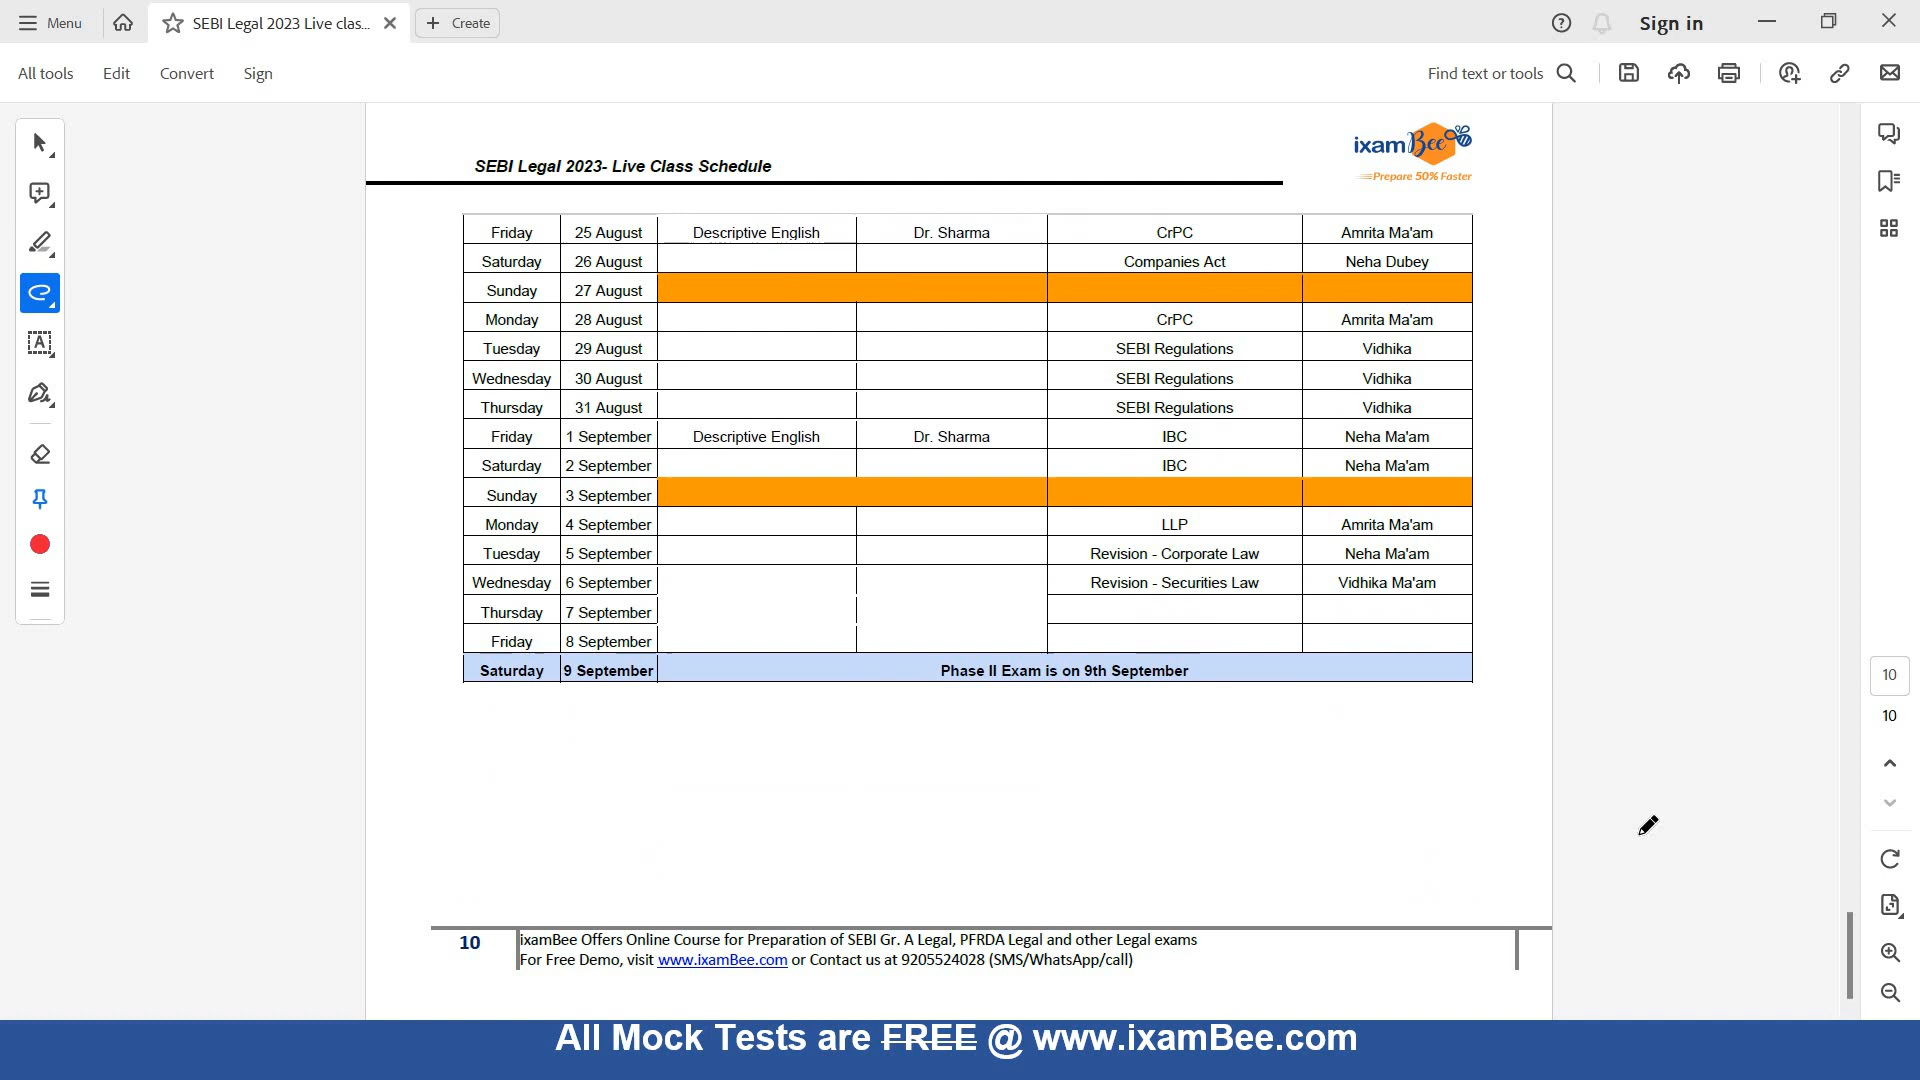 Menu
SEBI Legal 2023 Live clas...
Create
Sign in
All tools Edit Convert Sign
Find text or tools
SEBI Legal 2023- Live Class Schedule
ixamBee
Prepare 50% Faster
Friday 25 August Descriptive English Dr. Sharma CrPC Amrita Ma'am
Saturday 26 August Companies Act Neha Dubey
Sunday 27 August
Monday 28 August CrPC Amrita Ma'am
Tuesday 29 August SEBI Regulations Vidhika
Wednesday 30 August SEBI Regulations Vidhika
Thursday 31 August SEBI Regulations Vidhika
Friday 1 September Descriptive English Dr. Sharma IBC Neha Ma'am
Saturday 2 September IBC Neha Ma'am
Sunday 3 September
Monday 4 September LLP Amrita Ma'am
Tuesday 5 September Revision - Corporate Law Neha Ma'am
Wednesday 6 September Revision - Securities Law Vidhika Ma'am
Thursday 7 September
Friday 8 September
Saturday 9 September Phase II Exam is on 9th September
10
10
10 ixamBee Offers Online Course for Preparation of SEBI Gr. A Legal, PFRDA Legal and other Legal exams
For Free Demo, visit www.ixamBee.com or Contact us at 9205524028 (SMS/WhatsApp/call)
All Mock Tests are FREE @ www.ixamBee.com